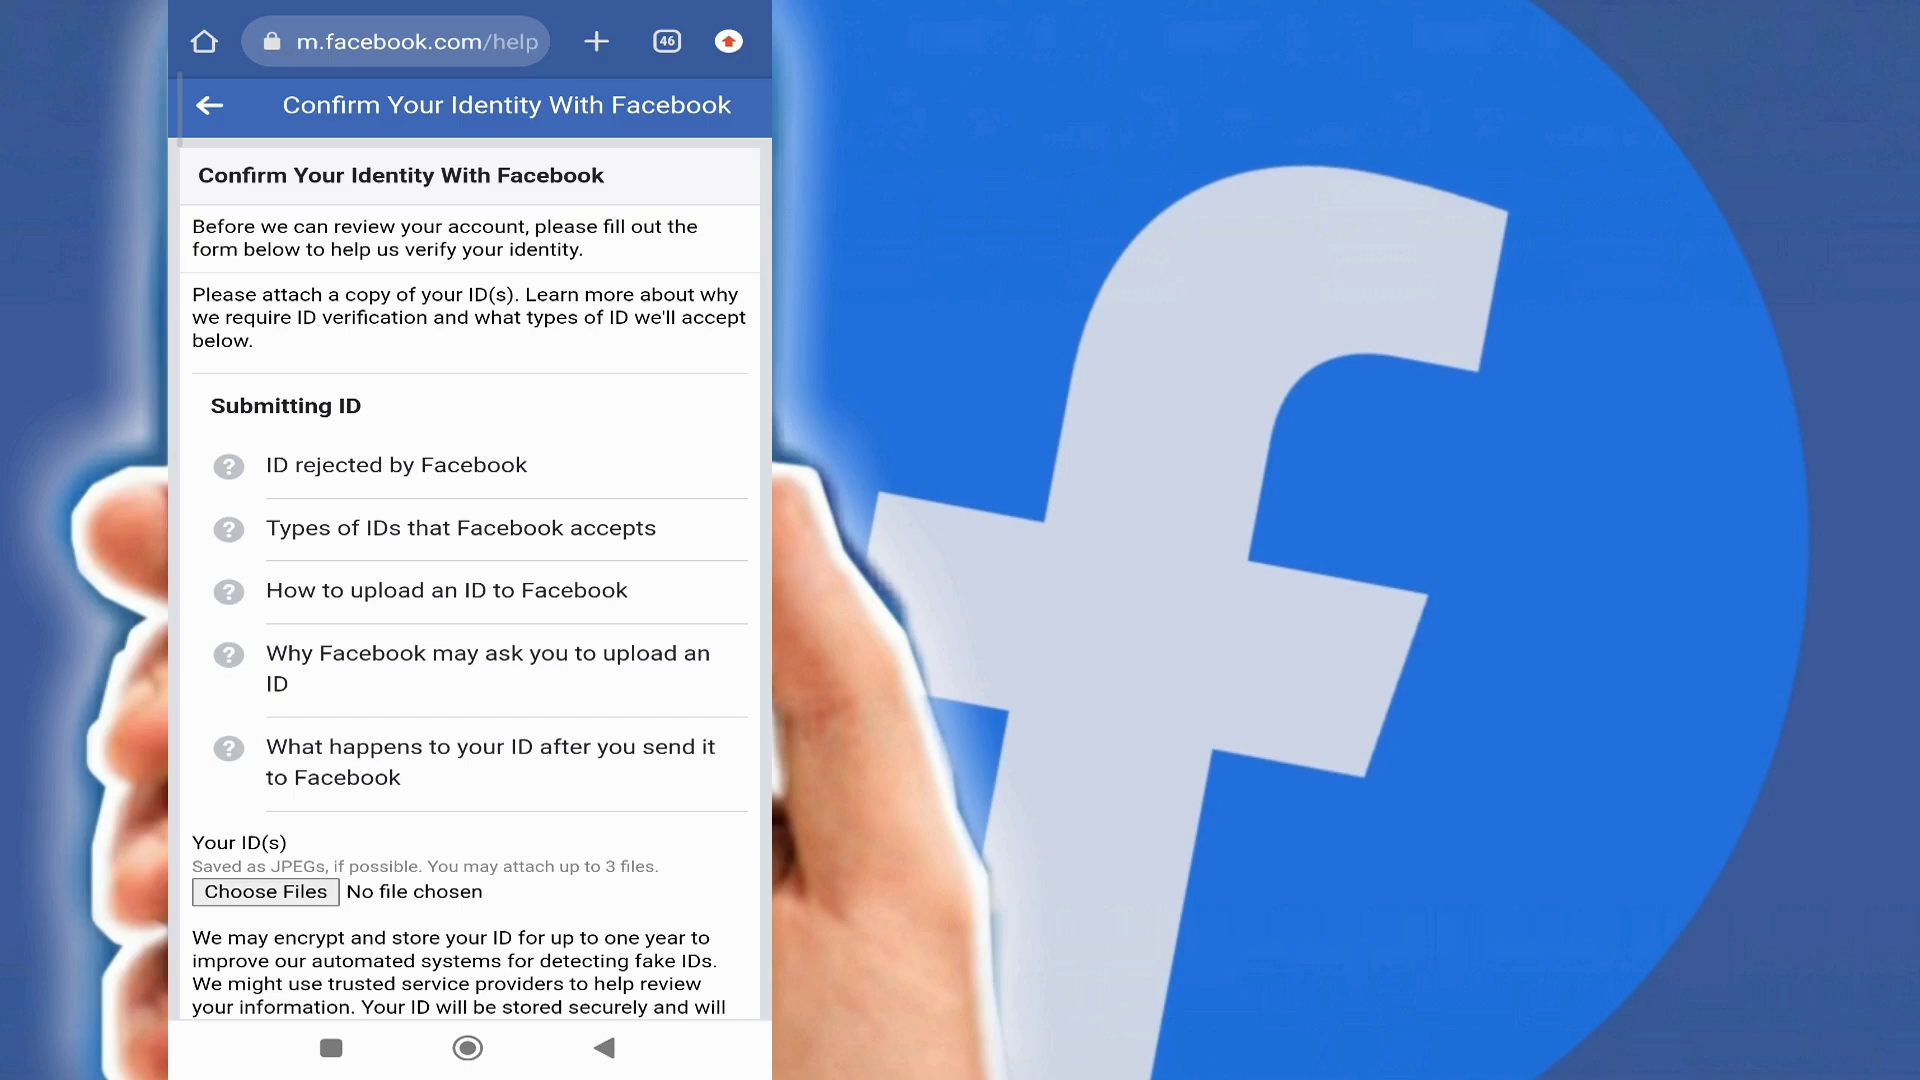 m.facebook.com/help
46
Confirm Your Identity With Facebook
Confirm Your Identity With Facebook
Before we can review your account, please fill out the
form below to help us verify your identity.
Please attach a copy of your ID(s). Learn more about why
we require ID verification and what types of ID we'll accept
below.
Submitting ID
? ID rejected by Facebook
? Types of IDs that Facebook accepts
? How to upload an ID to Facebook
? Why Facebook may ask you to upload an
ID
? What happens to your ID after you send it
to Facebook
Your ID(s)
Saved as JPEGs, if possible. You may attach up to 3 files.
Choose Files No file chosen
We may encrypt and store your ID for up to one year to
improve our automated systems for detecting fake IDs.
We might use trusted service providers to help review
your information. Your ID will be stored securely and will
f